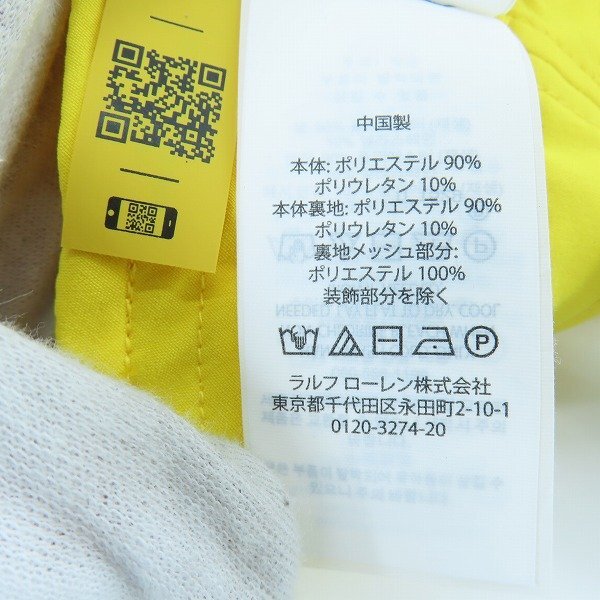 中国製
本体: ポリエステル 90%
ポリウレタン 10%
本体裏地: ポリエステル 90%
ポリウレタン 10%
裏地メッシュ部分:
ポリエステル 100%
装飾部分を除く
ラルフ ローレン株式会社
東京都千代田区永田町2-10-1
0120-3274-20